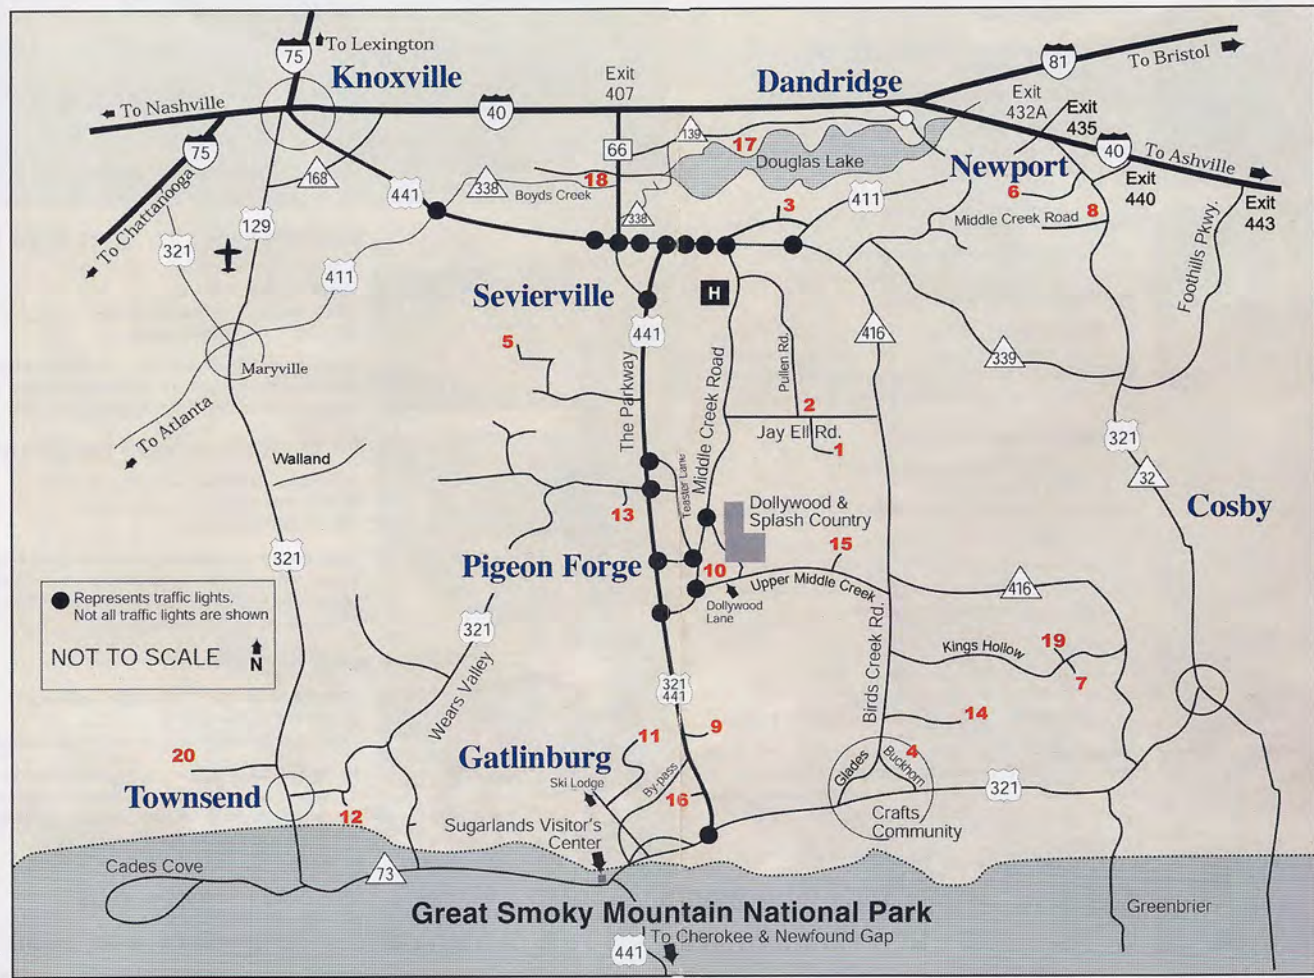 75
To Lexington
Knoxville
Exit
407
Dandridge
81
To Bristol
To Nashville
40
Exit
432A
Exit
435
75
66
139
17
Douglas Lake
Newport
40
To Ashville
To Chattanooga
168
441
338
18
Boyds Creek
338
3
411
6
Exit
440
Middle Creek Road
8
Exit
443
321
129
411
Sevierville
H
441
416
339
Foothills Pkwy.
Maryville
5
The Parkway
Middle Creek Road
Pullen Rd.
2
Jay Ell Rd.
1
To Atlanta
Walland
321
32
Cosby
Teaster Lane
13
Dollywood &
Splash Country
15
321
Pigeon Forge
10
Upper Middle Creek
Dollywood
Lane
416
Represents traffic lights.
Not all traffic lights are shown
NOT TO SCALE
N
321
Wears Valley
Birds Creek Rd.
Kings Hollow
19
7
321
441
9
14
11
20
Gatlinburg
Ski Lodge
By-pass
16
Glades
4
Buckhorn
321
Townsend
12
Crafts
Community
Sugarlands Visitor's
Center
Cades Cove
73
Great Smoky Mountain National Park
Greenbrier
To Cherokee & Newfound Gap
441